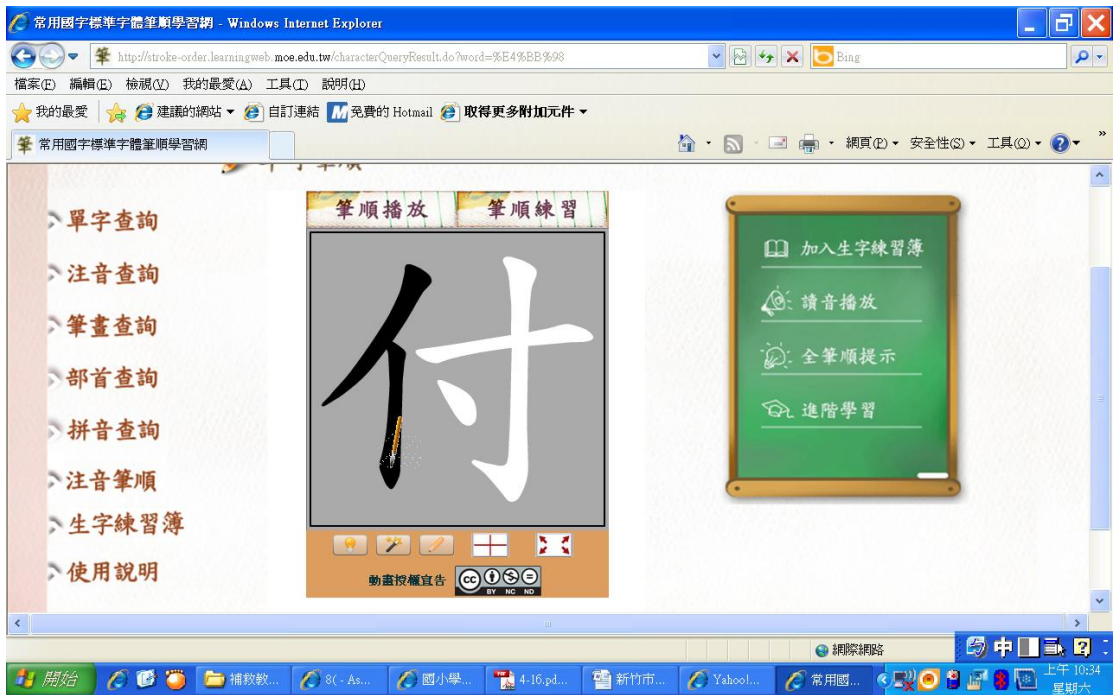 常用國字標準字體筆順學習網 - Windows Internet Explorer
http://stroke-order.learningweb.moe.edu.tw/characterQueryResult.do?word=%E4%BB%98
Bing
檔案(F) 編輯(E) 檢視(V) 我的最愛(A) 工具(T) 說明(H)
我的最愛 建議的網站 自訂連結 免費的 Hotmail 取得更多附加元件
常用國字標準字體筆順學習網
網頁(P) 安全性(S) 工具(O) »
單字查詢
注音查詢
筆畫查詢
部首查詢
拼音查詢
注音筆順
生字練習簿
使用說明
筆順播放 筆順練習
付
動畫授權宣告 CC BY NC ND
加入生字練習簿
讀音播放
全筆順提示
進階學習
網際網路
中
開始 補救教... 8( - As... 國小學... 4-16.pd... 新竹市... Yahoo!... 常用國... 上午 10:34
星期六